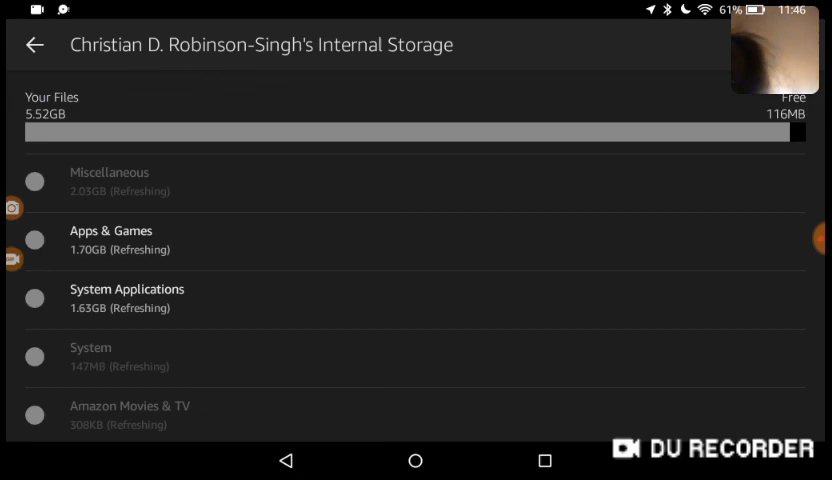 61% 11:46
Christian D. Robinson-Singh's Internal Storage
Your Files
Free
5.52GB
116MB
Miscellaneous
2.03GB (Refreshing)
Apps & Games
1.70GB (Refreshing)
System Applications
1.63GB (Refreshing)
System
147MB (Refreshing)
Amazon Movies & TV
308KB (Refreshing)
DU RECORDER